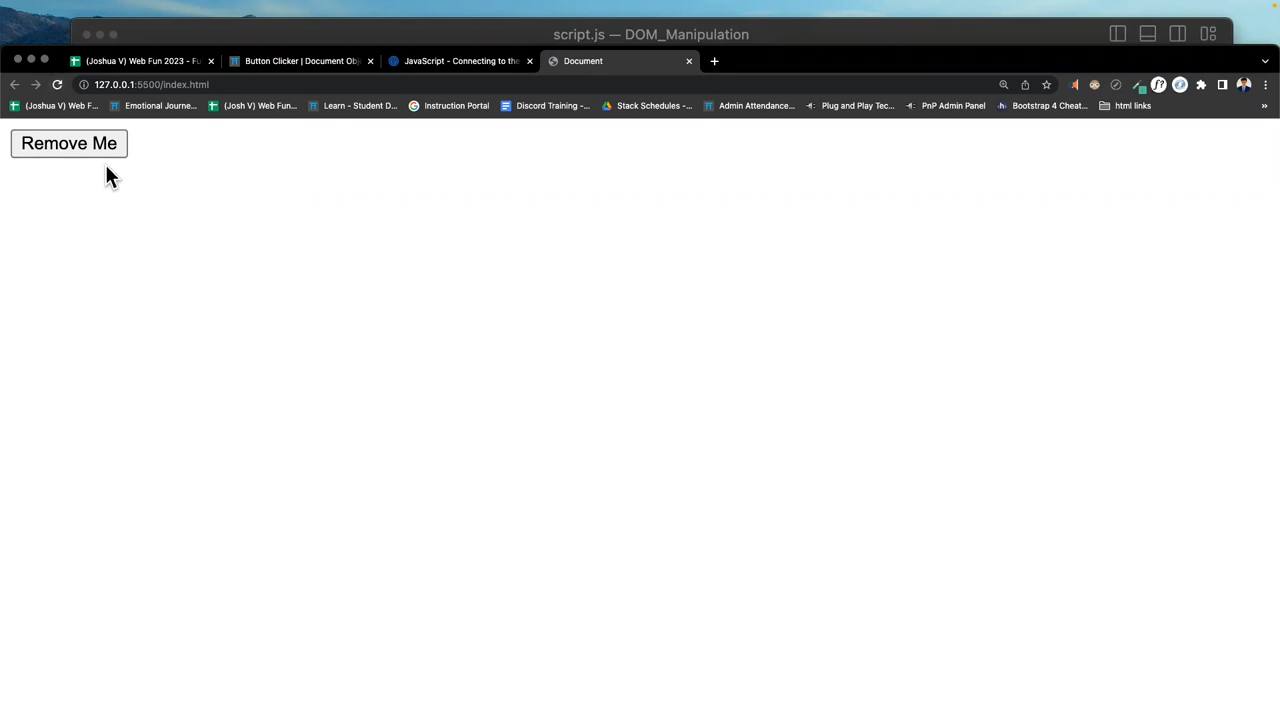 script.js — DOM_Manipulation
(Joshua V) Web Fun 2023 - Fu
Button Clicker | Document Obj
JavaScript - Connecting to the
Document
127.0.0.1:5500/index.html
(Joshua V) Web F...
Emotional Journe...
(Josh V) Web Fun...
Learn - Student D...
Instruction Portal
Discord Training -...
Stack Schedules -...
Admin Attendance...
Plug and Play Tec...
PnP Admin Panel
Bootstrap 4 Cheat...
html links
»
Remove Me